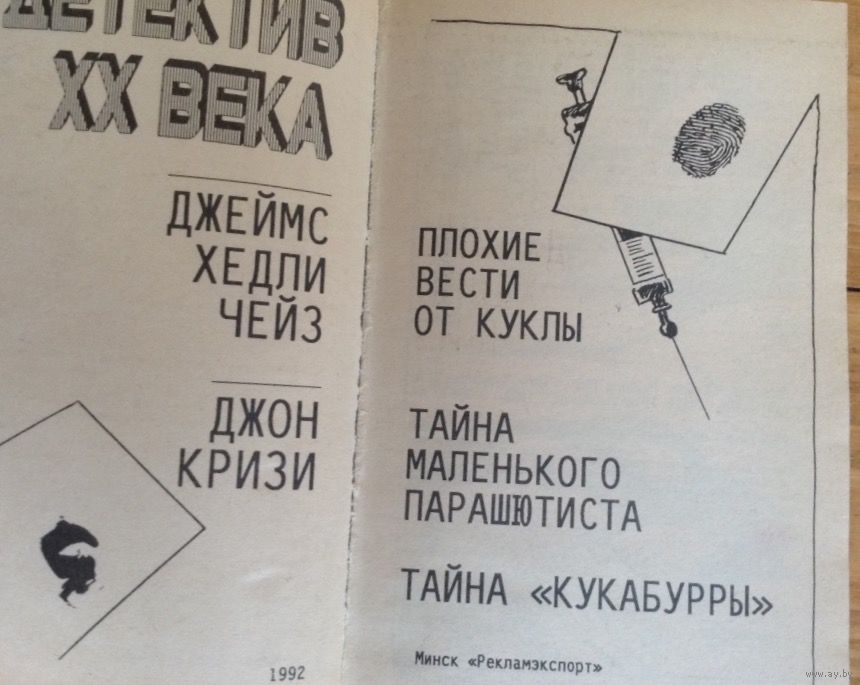 ДЕТЕКТИВ
ХХ ВЕКА
ДЖЕЙМС
ХЕДЛИ
ЧЕЙЗ
ДЖОН
КРИЗИ
1992
ПЛОХИЕ
ВЕСТИ
ОТ КУКЛЫ
ТАЙНА
МАЛЕНЬКОГО
ПАРАШЮТИСТА
ТАЙНА «КУКАБУРРЫ»
Минск «Рекламэкспорт»
www.ay.by